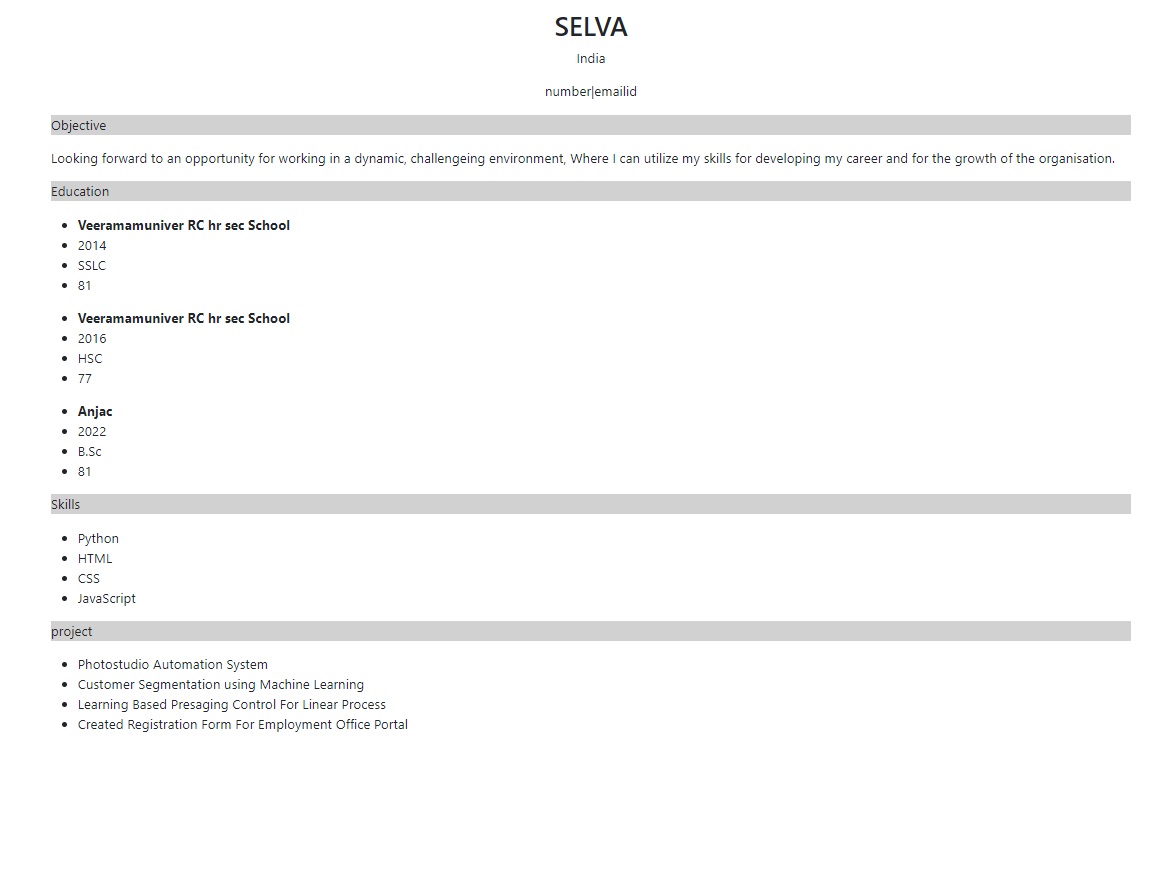 SELVA
India
number|emailid
Objective
Looking forward to an opportunity for working in a dynamic, challengeing environment, Where I can utilize my skills for developing my career and for the growth of the organisation.
Education
Veeramamuniver RC hr sec School
2014
SSLC
81
Veeramamuniver RC hr sec School
2016
HSC
77
Anjac
2022
B.Sc
81
Skills
Python
HTML
CSS
JavaScript
project
Photostudio Automation System
Customer Segmentation using Machine Learning
Learning Based Presaging Control For Linear Process
Created Registration Form For Employment Office Portal